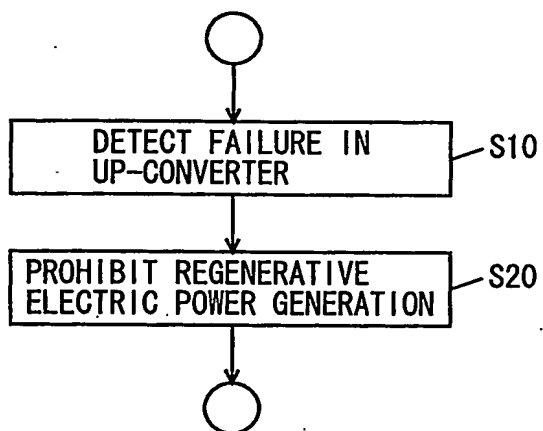 DETECT FAILURE IN
UP-CONVERTER
S10
PROHIBIT REGENERATIVE
ELECTRIC POWER GENERATION
S20